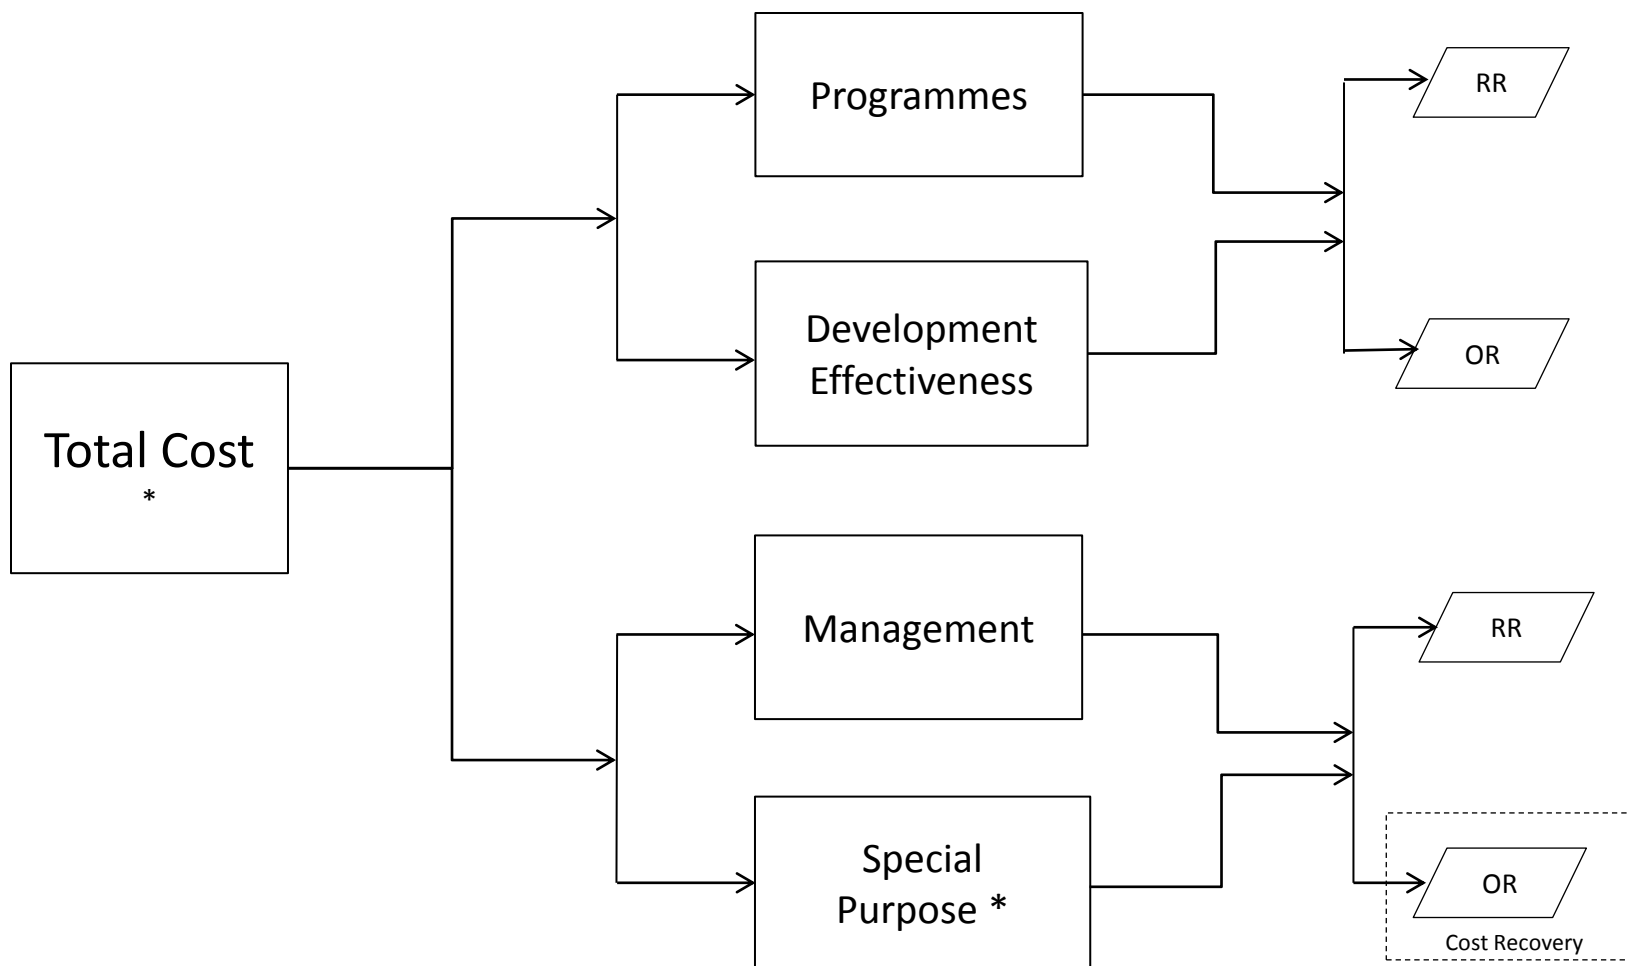 Programmes
RR
Development
Effectiveness
OR
Total Cost
*
Management
RR
Special
Purpose *
OR
Cost Recovery